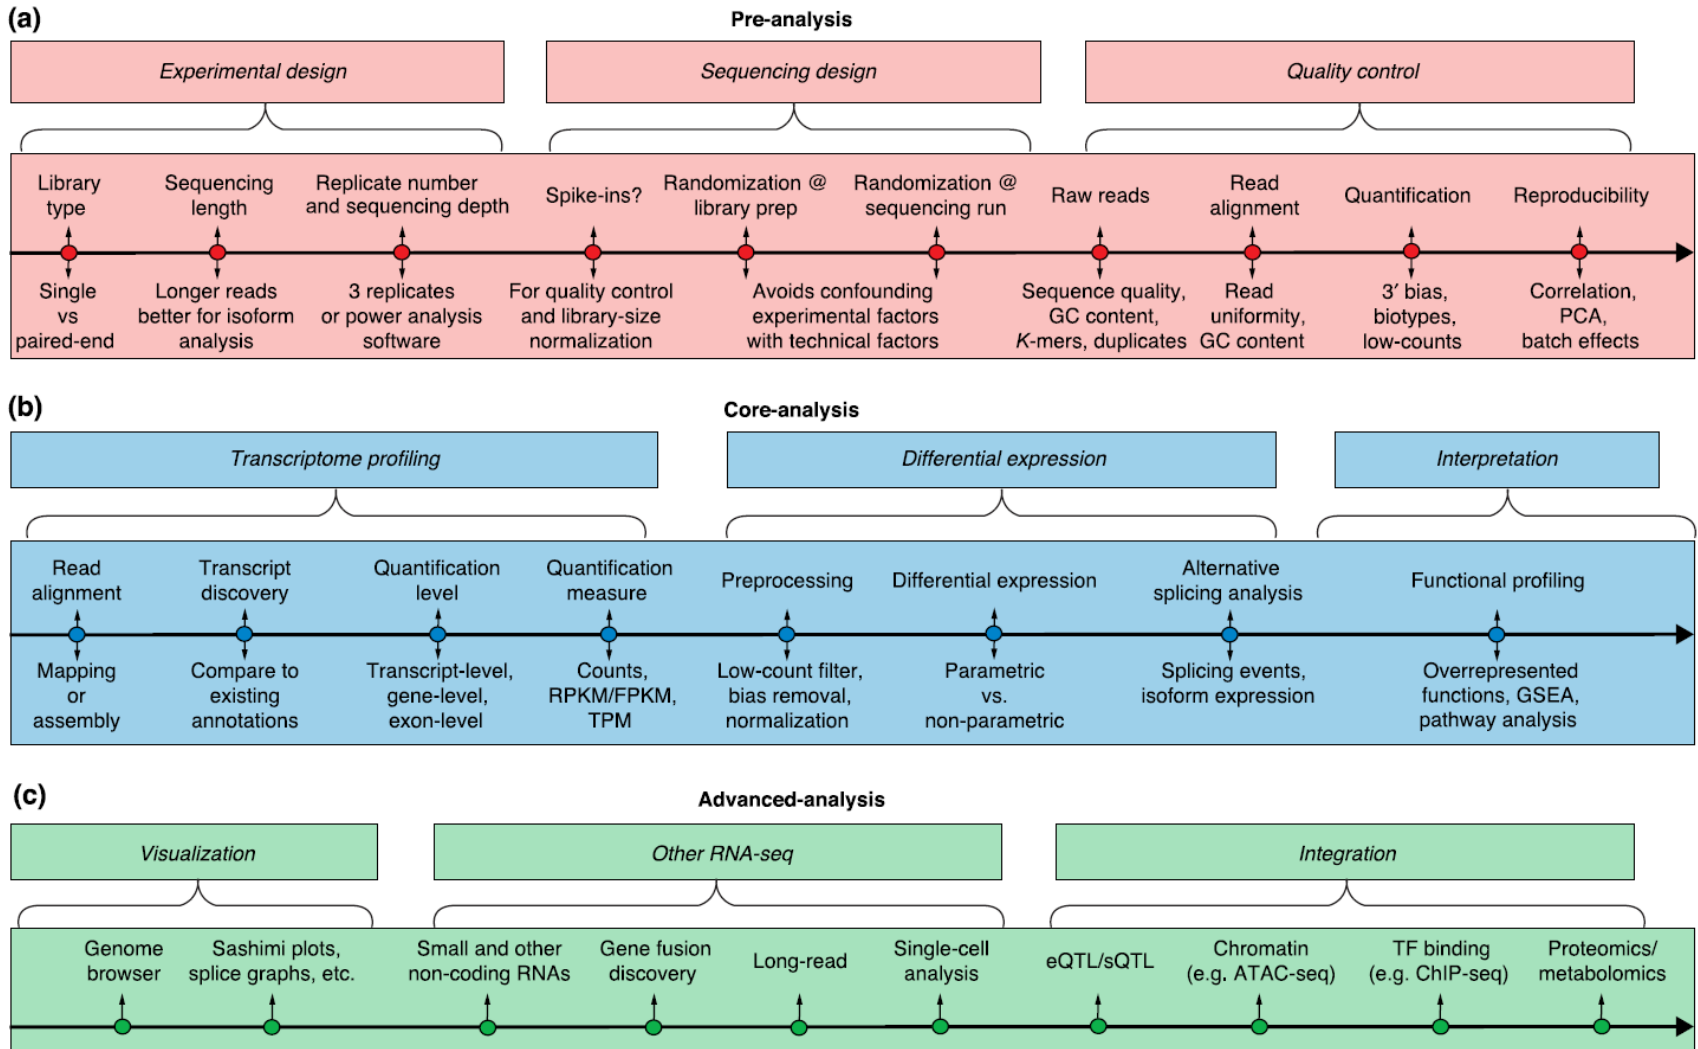 (a)
Pre-analysis
Experimental design
Sequencing design
Quality control
Library
type
Sequencing
length
Replicate number
and sequencing depth
Spike-ins?
Randomization @
library prep
Randomization @
sequencing run
Raw reads
Read
alignment
Quantification
Reproducibility
Single
vs
paired-end
Longer reads
better for isoform
analysis
3 replicates
or power analysis
software
For quality control
and library-size
normalization
Avoids confounding
experimental factors
with technical factors
Sequence quality,
GC content,
K-mers, duplicates
Read
uniformity,
GC content
3′ bias,
biotypes,
low-counts
Correlation,
PCA,
batch effects
(b)
Core-analysis
Transcriptome profiling
Differential expression
Interpretation
Read
alignment
Transcript
discovery
Quantification
level
Quantification
measure
Preprocessing
Differential expression
Alternative
splicing analysis
Functional profiling
Mapping
or
assembly
Compare to
existing
annotations
Transcript-level,
gene-level,
exon-level
Counts,
RPKM/FPKM,
TPM
Low-count filter,
bias removal,
normalization
Parametric
vs.
non-parametric
Splicing events,
isoform expression
Overrepresented
functions, GSEA,
pathway analysis
(c)
Advanced-analysis
Visualization
Other RNA-seq
Integration
Genome
browser
Sashimi plots,
splice graphs, etc.
Small and other
non-coding RNAs
Gene fusion
discovery
Long-read
Single-cell
analysis
eQTL/sQTL
Chromatin
(e.g. ATAC-seq)
TF binding
(e.g. ChIP-seq)
Proteomics/
metabolomics